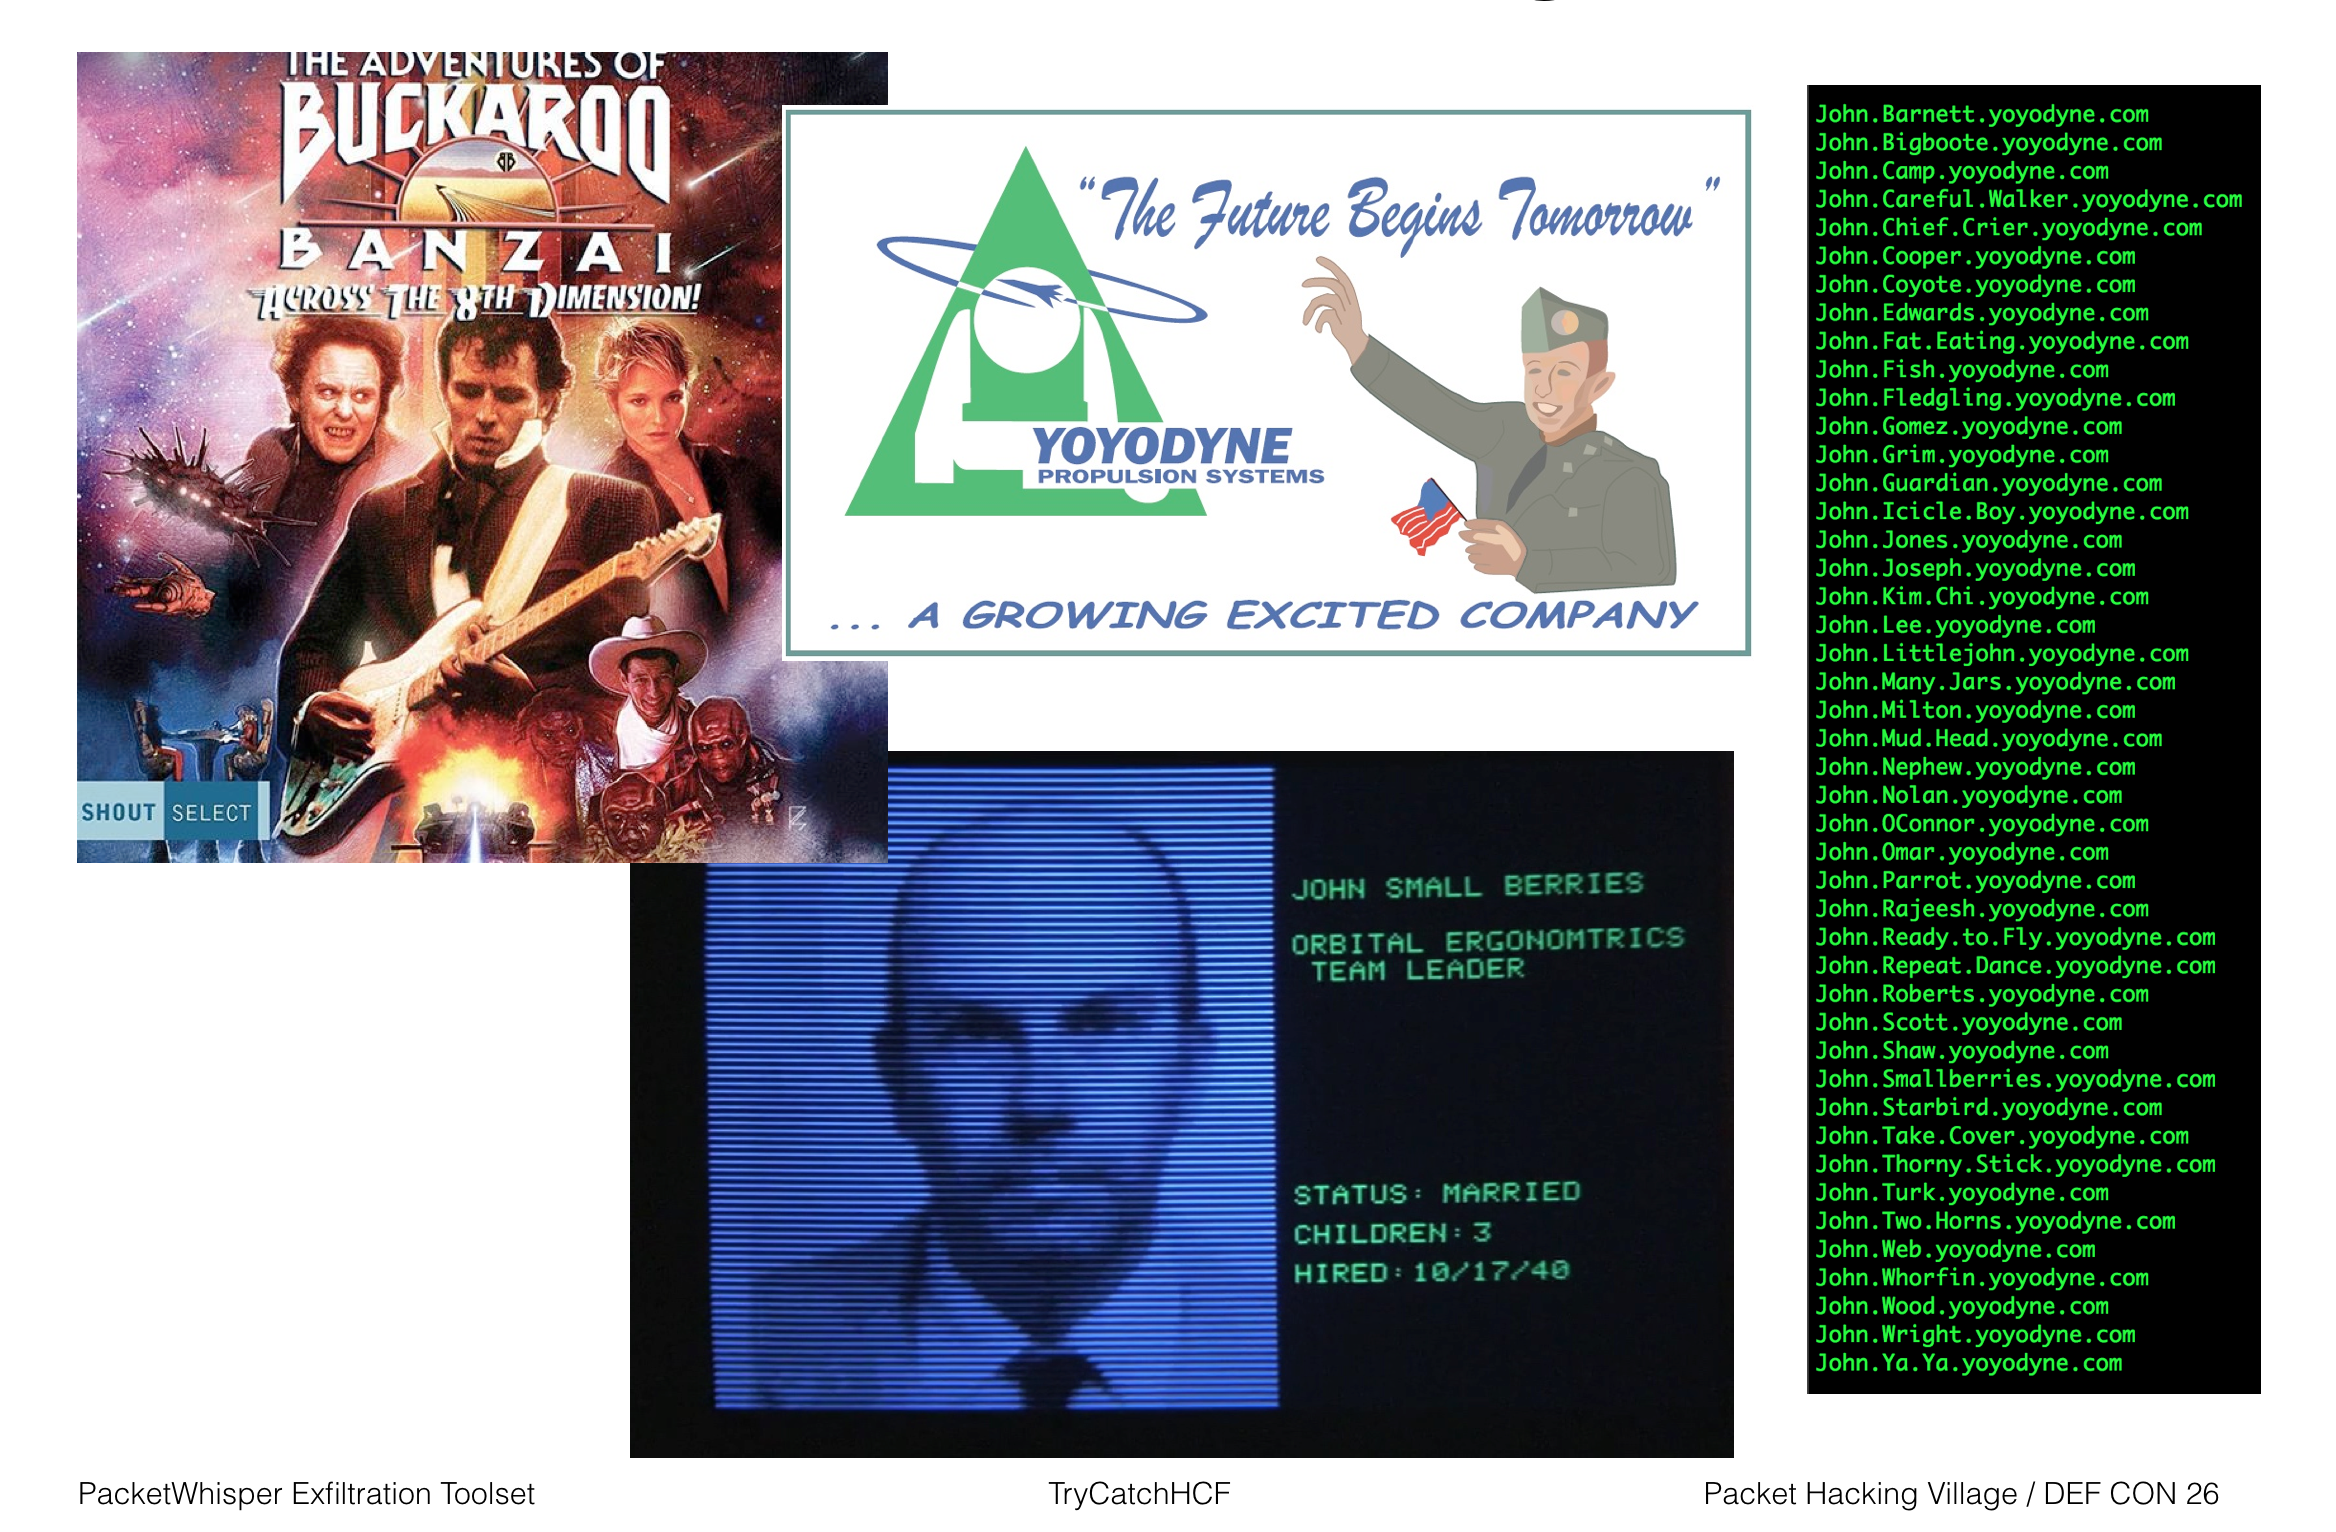 THE ADVENTURES OF
BUCKAROO
BB
BANZAI
ACROSS THE 8TH DIMENSION!
SHOUT SELECT
“The Future Begins Tomorrow”
YOYODYNE
PROPULSION SYSTEMS
... A GROWING EXCITED COMPANY
JOHN SMALL BERRIES
ORBITAL ERGONOMTRICS
TEAM LEADER
STATUS: MARRIED
CHILDREN: 3
HIRED: 10/17/40
John.Barnett.yoyodyne.com
John.Bigboote.yoyodyne.com
John.Camp.yoyodyne.com
John.Careful.Walker.yoyodyne.com
John.Chief.Crier.yoyodyne.com
John.Cooper.yoyodyne.com
John.Coyote.yoyodyne.com
John.Edwards.yoyodyne.com
John.Fat.Eating.yoyodyne.com
John.Fish.yoyodyne.com
John.Fledgling.yoyodyne.com
John.Gomez.yoyodyne.com
John.Grim.yoyodyne.com
John.Guardian.yoyodyne.com
John.Icicle.Boy.yoyodyne.com
John.Jones.yoyodyne.com
John.Joseph.yoyodyne.com
John.Kim.Chi.yoyodyne.com
John.Lee.yoyodyne.com
John.Littlejohn.yoyodyne.com
John.Many.Jars.yoyodyne.com
John.Milton.yoyodyne.com
John.Mud.Head.yoyodyne.com
John.Nephew.yoyodyne.com
John.Nolan.yoyodyne.com
John.OConnor.yoyodyne.com
John.Omar.yoyodyne.com
John.Parrot.yoyodyne.com
John.Rajeesh.yoyodyne.com
John.Ready.to.Fly.yoyodyne.com
John.Repeat.Dance.yoyodyne.com
John.Roberts.yoyodyne.com
John.Scott.yoyodyne.com
John.Shaw.yoyodyne.com
John.Smallberries.yoyodyne.com
John.Starbird.yoyodyne.com
John.Take.Cover.yoyodyne.com
John.Thorny.Stick.yoyodyne.com
John.Turk.yoyodyne.com
John.Two.Horns.yoyodyne.com
John.Web.yoyodyne.com
John.Whorfin.yoyodyne.com
John.Wood.yoyodyne.com
John.Wright.yoyodyne.com
John.Ya.Ya.yoyodyne.com
PacketWhisper Exfiltration Toolset
TryCatchHCF
Packet Hacking Village / DEF CON 26